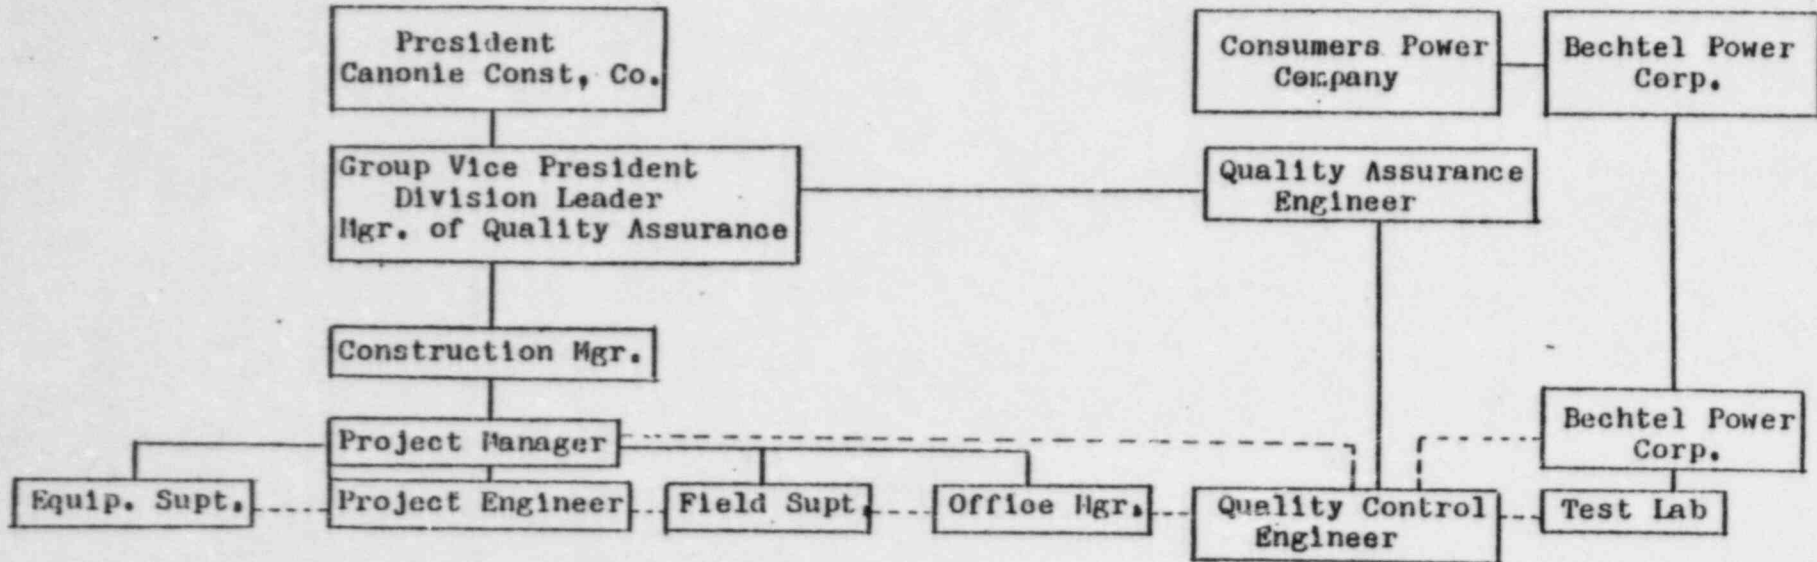 President
Canonie Const, Co.
Consumers Power
Company
Bechtel Power
Corp.
Group Vice President
Division Leader
Mgr. of Quality Assurance
Quality Assurance
Engineer
Construction Mgr.
Project Manager
Bechtel Power
Corp.
Equip. Supt.
Project Engineer
Field Supt.
Office Mgr.
Quality Control
Engineer
Test Lab